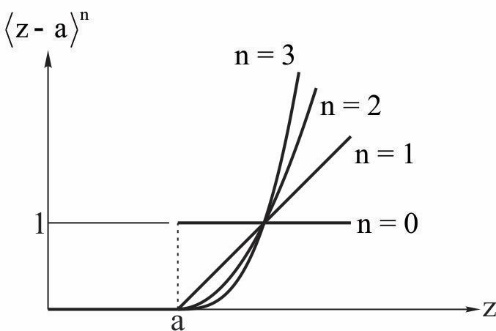 ⟨z - a⟩ⁿ
n = 3
n = 2
n = 1
1
n = 0
a
z